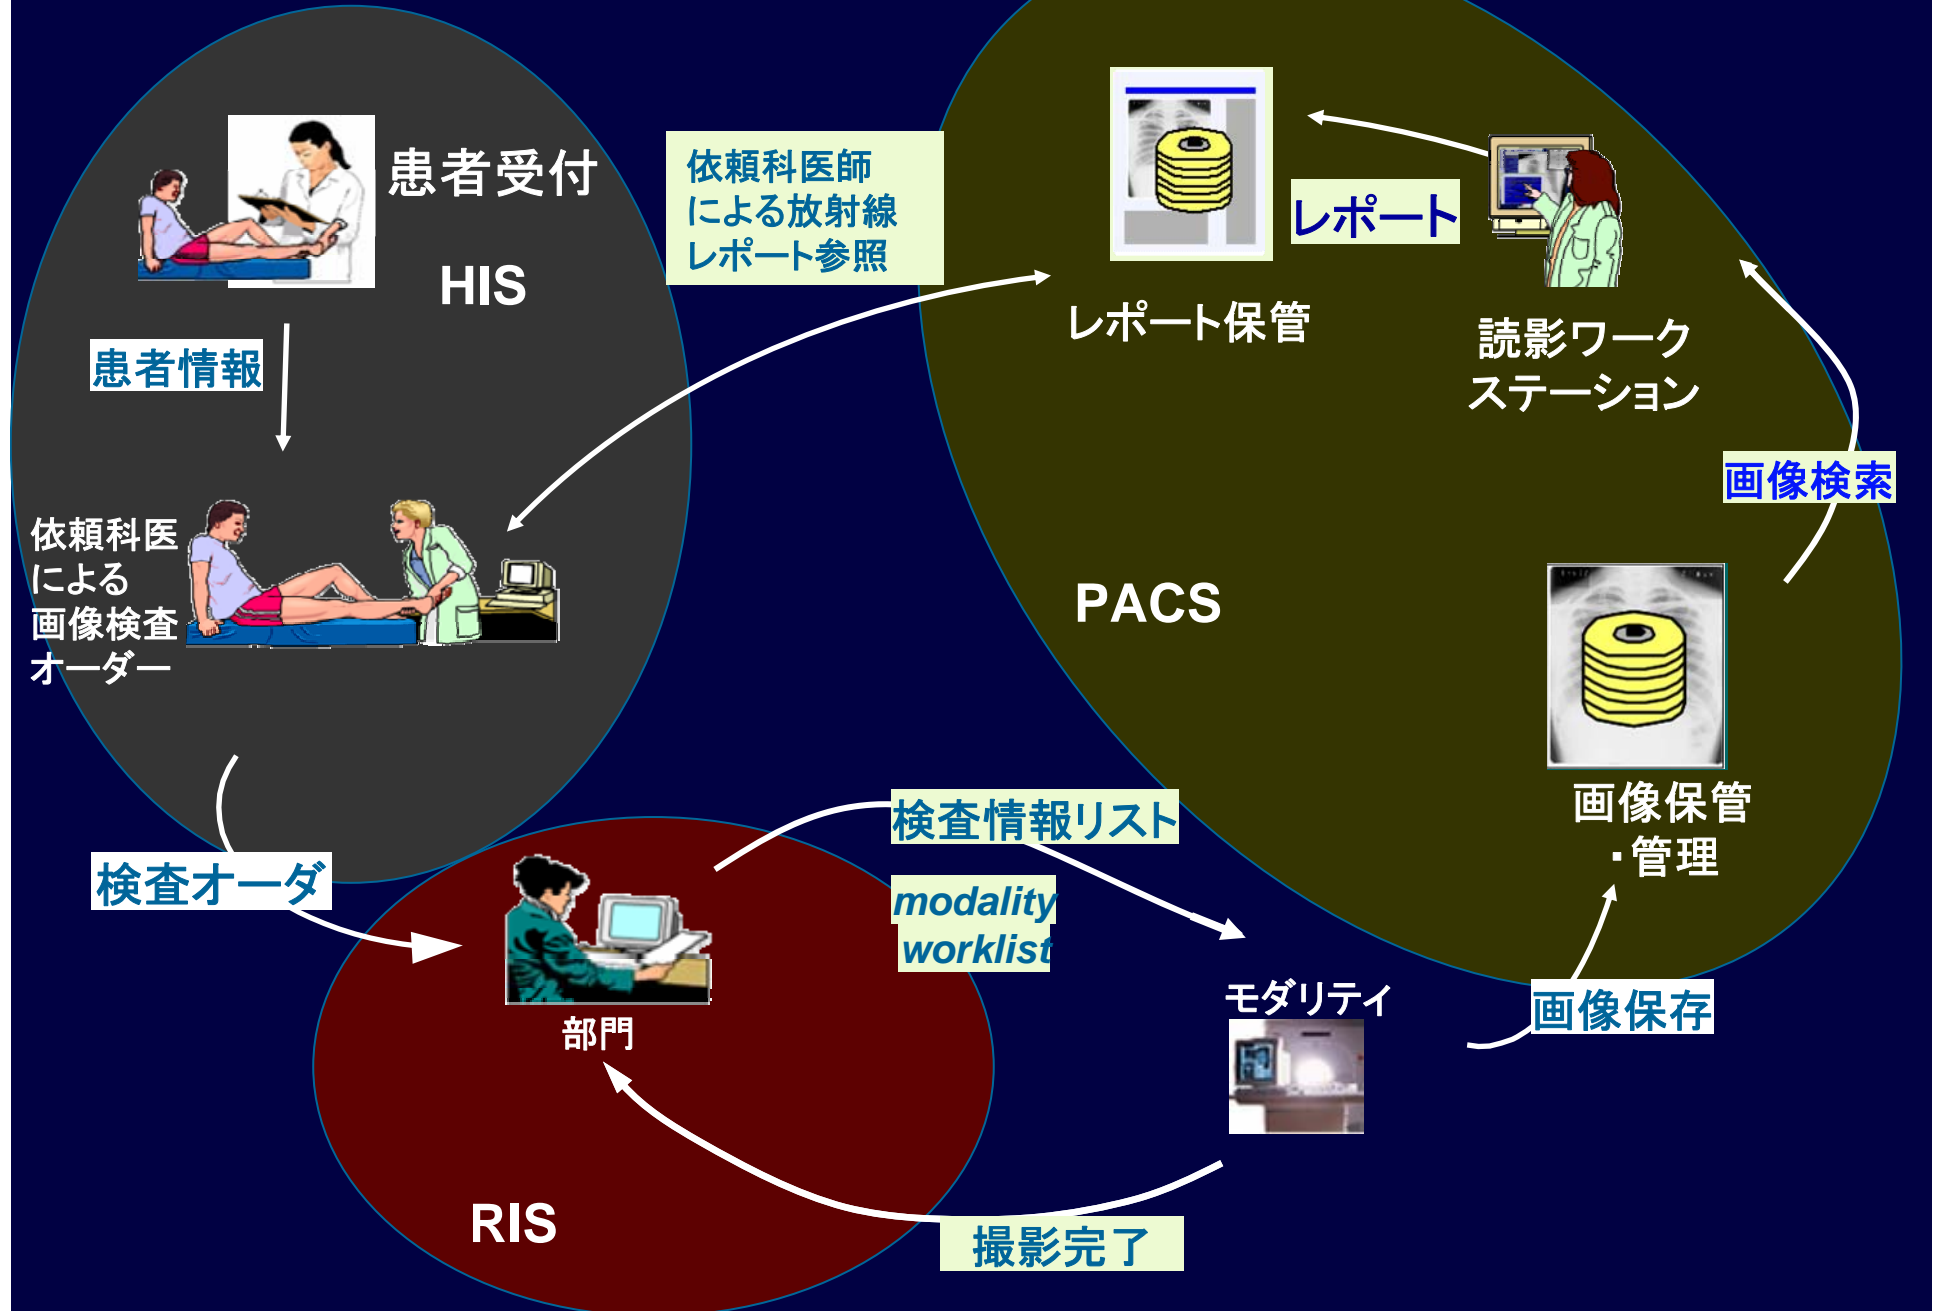 患者受付
HIS
患者情報
依頼科医
による
画像検査
オーダー
検査オーダ
依頼科医師
による放射線
レポート参照
レポート
レポート保管
読影ワーク
ステーション
画像検索
PACS
画像保管
・管理
画像保存
検査情報リスト
modality
worklist
モダリティ
部門
RIS
撮影完了